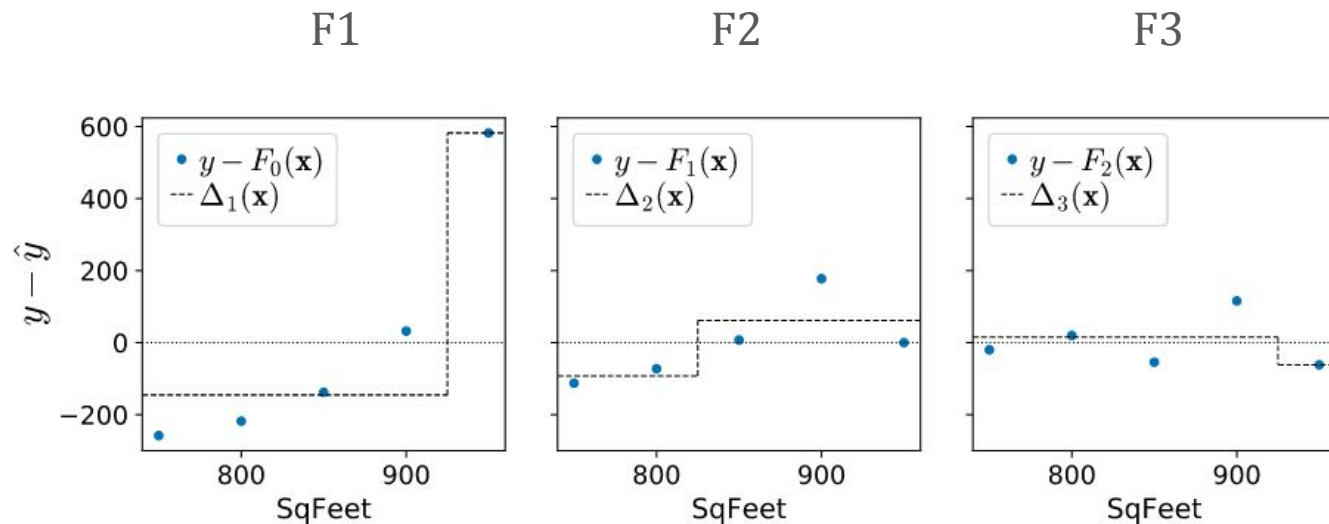 F1
F2
F3
y − ŷ
600
400
200
0
−200
y − F₀(𝐱)
Δ₁(𝐱)
800
900
SqFeet
y − F₁(𝐱)
Δ₂(𝐱)
800
900
SqFeet
y − F₂(𝐱)
Δ₃(𝐱)
800
900
SqFeet